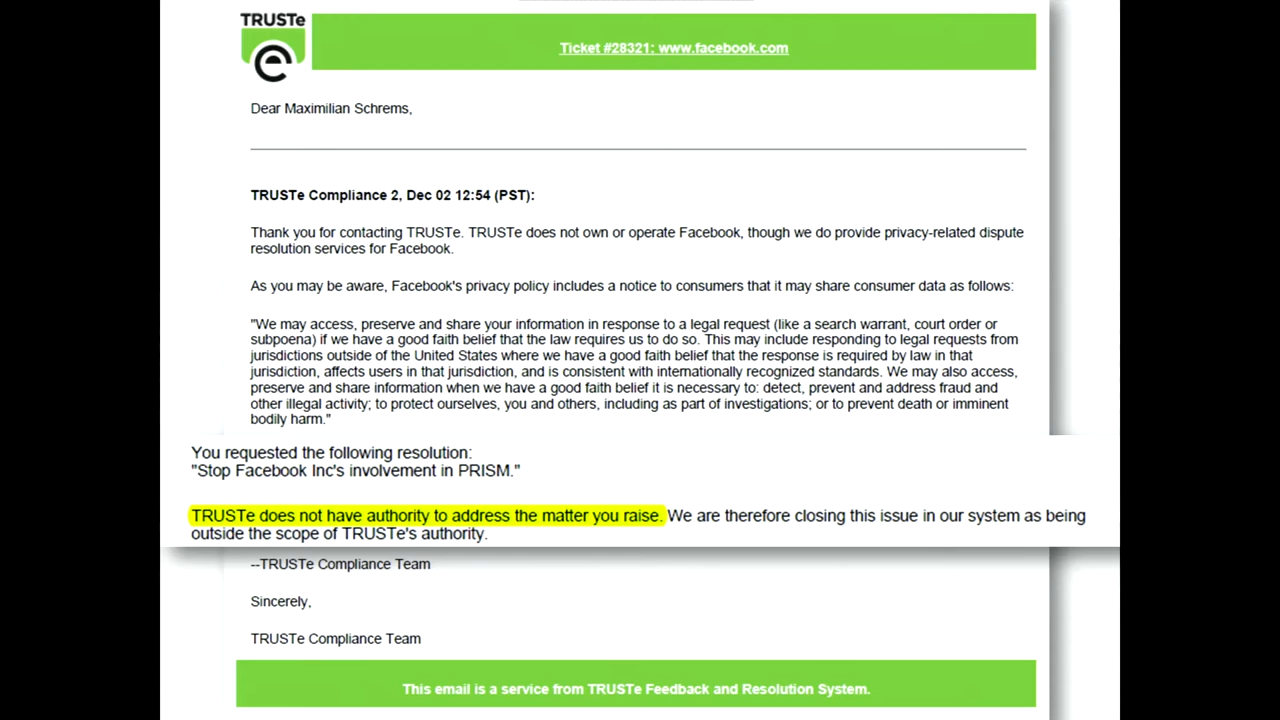 TRUSTe
e
Ticket #28321: www.facebook.com
Dear Maximilian Schrems,
TRUSTe Compliance 2, Dec 02 12:54 (PST):
Thank you for contacting TRUSTe. TRUSTe does not own or operate Facebook, though we do provide privacy-related dispute
resolution services for Facebook.
As you may be aware, Facebook's privacy policy includes a notice to consumers that it may share consumer data as follows:
"We may access, preserve and share your information in response to a legal request (like a search warrant, court order or
subpoena) if we have a good faith belief that the law requires us to do so. This may include responding to legal requests from
jurisdictions outside of the United States where we have a good faith belief that the response is required by law in that
jurisdiction, affects users in that jurisdiction, and is consistent with internationally recognized standards. We may also access,
preserve and share information when we have a good faith belief it is necessary to: detect, prevent and address fraud and
other illegal activity; to protect ourselves, you and others, including as part of investigations; or to prevent death or imminent
bodily harm."
You requested the following resolution:
"Stop Facebook Inc's involvement in PRISM."
TRUSTe does not have authority to address the matter you raise. We are therefore closing this issue in our system as being
outside the scope of TRUSTe's authority.
--TRUSTe Compliance Team
Sincerely,
TRUSTe Compliance Team
This email is a service from TRUSTe Feedback and Resolution System.